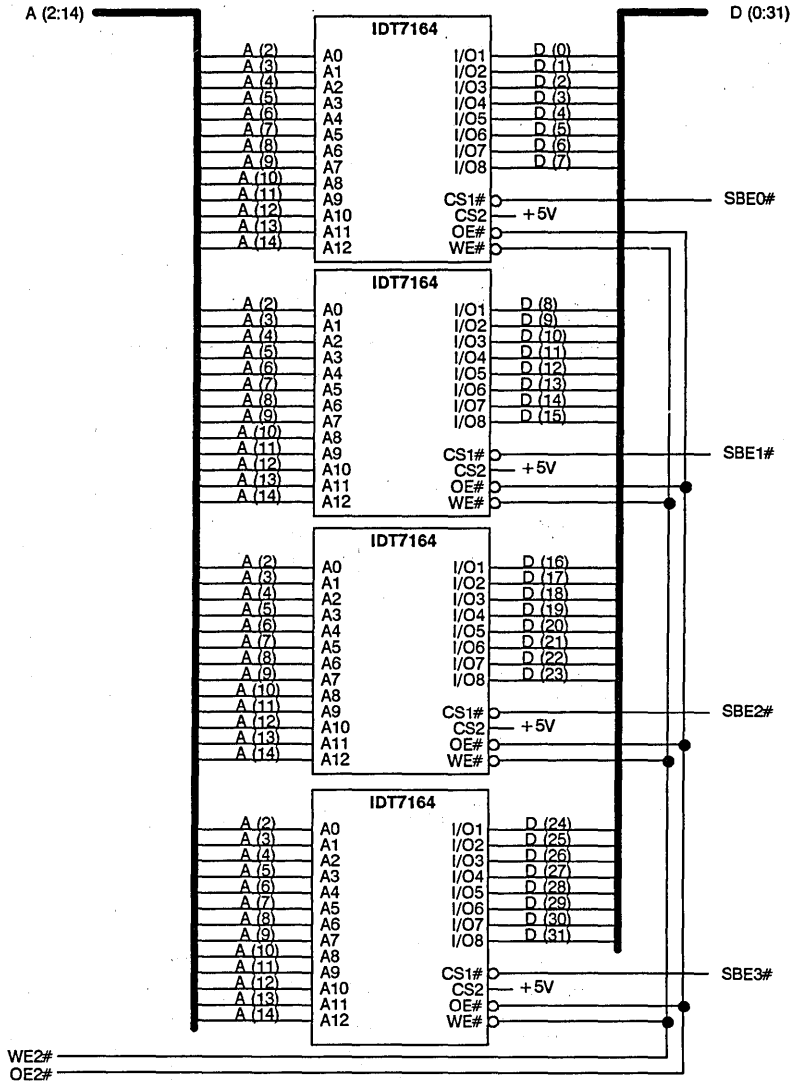 A (2:14) D (0:31)
IDT7164
A (2) A0 I/O1 D (0)
A (3) A1 I/O2 D (1)
A (4) A2 I/O3 D (2)
A (5) A3 I/O4 D (3)
A (6) A4 I/O5 D (4)
A (7) A5 I/O6 D (5)
A (8) A6 I/O7 D (6)
A (9) A7 I/O8 D (7)
A (10) A8
A (11) A9 CS1# SBE0#
A (12) A10 CS2 +5V
A (13) A11 OE#
A (14) A12 WE#
IDT7164
A (2) A0 I/O1 D (8)
A (3) A1 I/O2 D (9)
A (4) A2 I/O3 D (10)
A (5) A3 I/O4 D (11)
A (6) A4 I/O5 D (12)
A (7) A5 I/O6 D (13)
A (8) A6 I/O7 D (14)
A (9) A7 I/O8 D (15)
A (10) A8
A (11) A9 CS1# SBE1#
A (12) A10 CS2 +5V
A (13) A11 OE#
A (14) A12 WE#
IDT7164
A (2) A0 I/O1 D (16)
A (3) A1 I/O2 D (17)
A (4) A2 I/O3 D (18)
A (5) A3 I/O4 D (19)
A (6) A4 I/O5 D (20)
A (7) A5 I/O6 D (21)
A (8) A6 I/O7 D (22)
A (9) A7 I/O8 D (23)
A (10) A8
A (11) A9 CS1# SBE2#
A (12) A10 CS2 +5V
A (13) A11 OE#
A (14) A12 WE#
IDT7164
A (2) A0 I/O1 D (24)
A (3) A1 I/O2 D (25)
A (4) A2 I/O3 D (26)
A (5) A3 I/O4 D (27)
A (6) A4 I/O5 D (28)
A (7) A5 I/O6 D (29)
A (8) A6 I/O7 D (30)
A (9) A7 I/O8 D (31)
A (10) A8
A (11) A9 CS1# SBE3#
A (12) A10 CS2 +5V
A (13) A11 OE#
A (14) A12 WE#
WE2#
OE2#